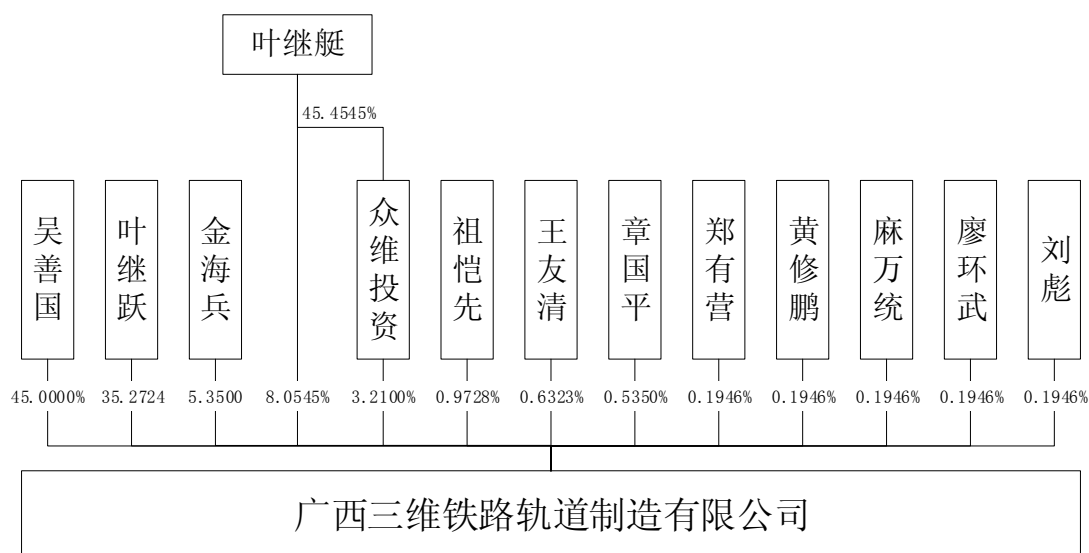 叶继艇
45.4545%
吴善国
叶继跃
金海兵
众维投资
祖恺先
王友清
章国平
郑有营
黄修鹏
麻万统
廖环武
刘彪
45.0000%
35.2724
5.3500
8.0545%
3.2100%
0.9728%
0.6323%
0.5350%
0.1946%
0.1946%
0.1946%
0.1946%
0.1946%
广西三维铁路轨道制造有限公司